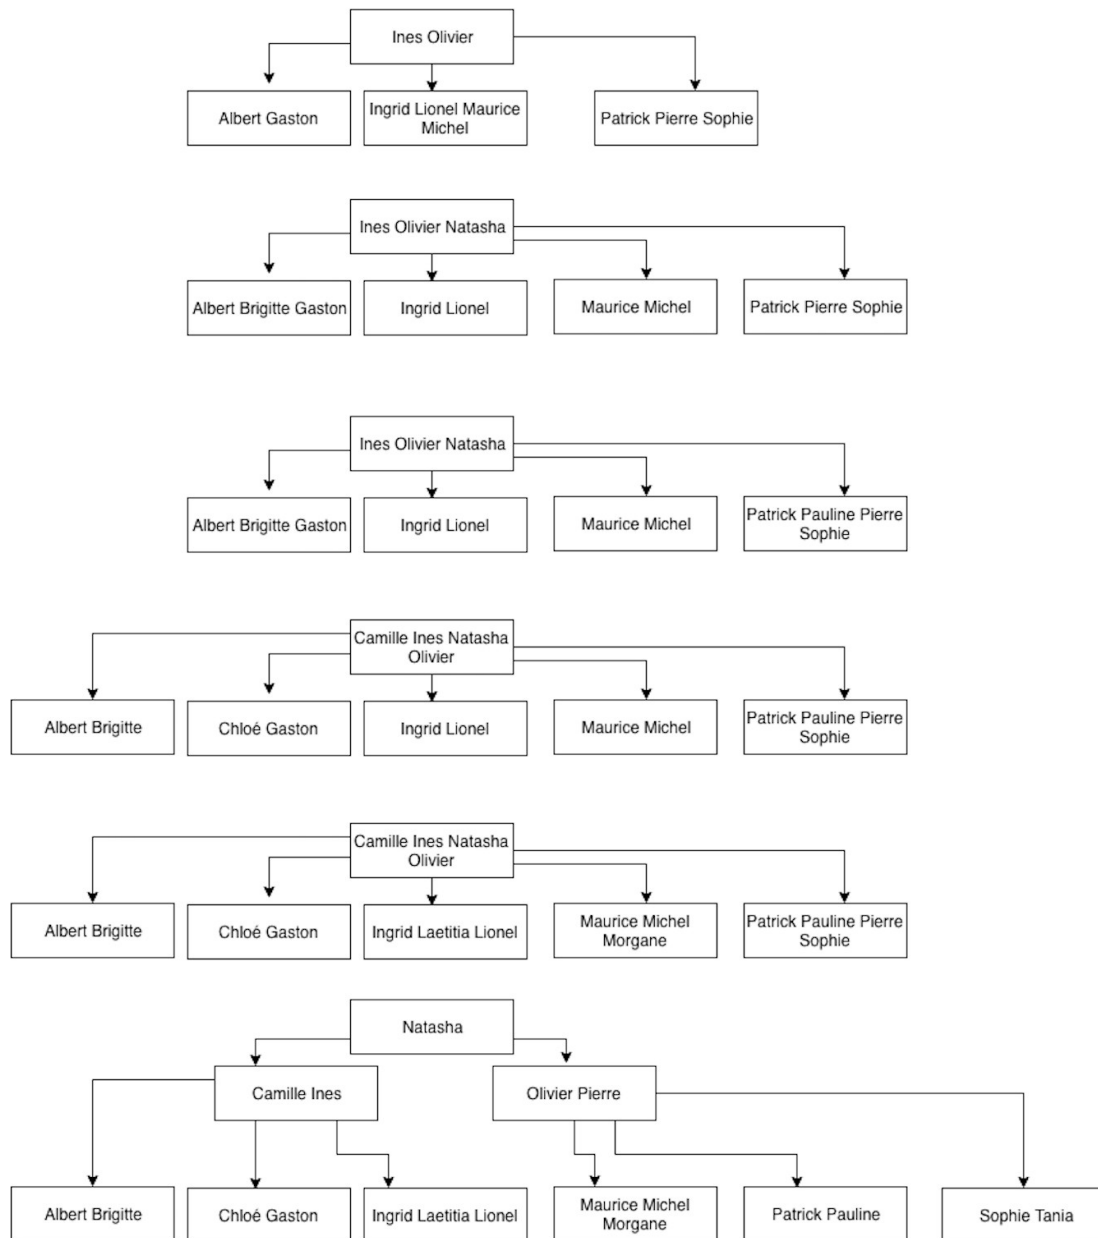 Ines Olivier
Albert Gaston
Ingrid Lionel Maurice
Michel
Patrick Pierre Sophie
Ines Olivier Natasha
Albert Brigitte Gaston
Ingrid Lionel
Maurice Michel
Patrick Pierre Sophie
Ines Olivier Natasha
Albert Brigitte Gaston
Ingrid Lionel
Maurice Michel
Patrick Pauline Pierre
Sophie
Camille Ines Natasha
Olivier
Albert Brigitte
Chloé Gaston
Ingrid Lionel
Maurice Michel
Patrick Pauline Pierre
Sophie
Camille Ines Natasha
Olivier
Albert Brigitte
Chloé Gaston
Ingrid Laetitia Lionel
Maurice Michel
Morgane
Patrick Pauline Pierre
Sophie
Natasha
Camille Ines
Olivier Pierre
Albert Brigitte
Chloé Gaston
Ingrid Laetitia Lionel
Maurice Michel
Morgane
Patrick Pauline
Sophie Tania